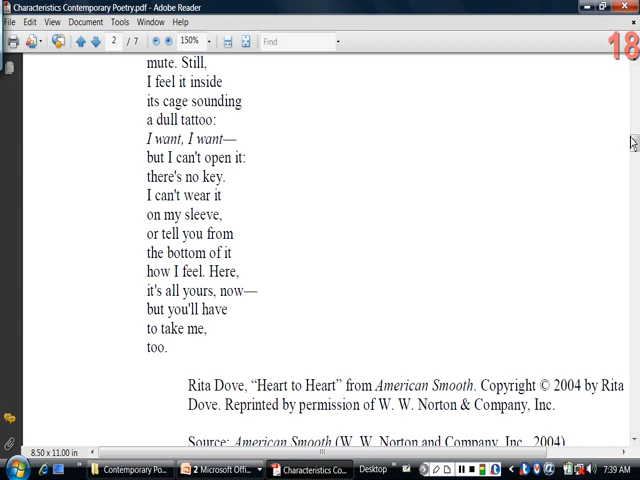 Characteristics Contemporary Poetry.pdf - Adobe Reader
File Edit View Document Tools Window Help
2 / 7 150% Find
18
mute. Still,
I feel it inside
its cage sounding
a dull tattoo:
I want, I want—
but I can't open it:
there's no key.
I can't wear it
on my sleeve,
or tell you from
the bottom of it
how I feel. Here,
it's all yours, now—
but you'll have
to take me,
too.
Rita Dove, “Heart to Heart” from American Smooth. Copyright © 2004 by Rita
Dove. Reprinted by permission of W. W. Norton & Company, Inc.
Source: American Smooth (W. W. Norton and Company, Inc., 2004)
8.50 x 11.00 in
Start Contemporary Po... 2 Microsoft Offi... Characteristics Co... Desktop 7:39 AM